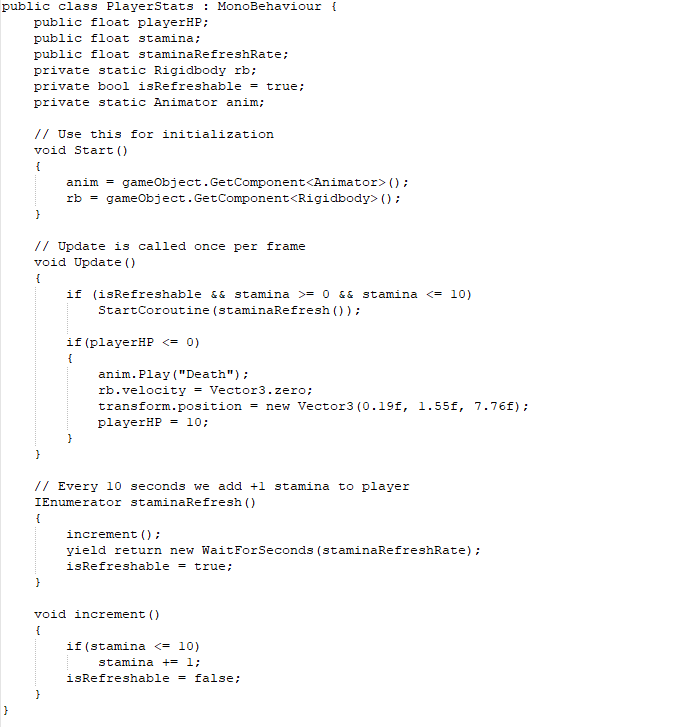 public class PlayerStats : MonoBehaviour {
    public float playerHP;
    public float stamina;
    public float staminaRefreshRate;
    private static Rigidbody rb;
    private bool isRefreshable = true;
    private static Animator anim;

    // Use this for initialization
    void Start()
    {
        anim = gameObject.GetComponent<Animator>();
        rb = gameObject.GetComponent<Rigidbody>();
    }

    // Update is called once per frame
    void Update()
    {
        if (isRefreshable && stamina >= 0 && stamina <= 10)
            StartCoroutine(staminaRefresh());

        if(playerHP <= 0)
        {
            anim.Play("Death");
            rb.velocity = Vector3.zero;
            transform.position = new Vector3(0.19f, 1.55f, 7.76f);
            playerHP = 10;
        }
    }

    // Every 10 seconds we add +1 stamina to player
    IEnumerator staminaRefresh()
    {
        increment();
        yield return new WaitForSeconds(staminaRefreshRate);
        isRefreshable = true;
    }

    void increment()
    {
        if(stamina <= 10)
            stamina += 1;
        isRefreshable = false;
    }
}